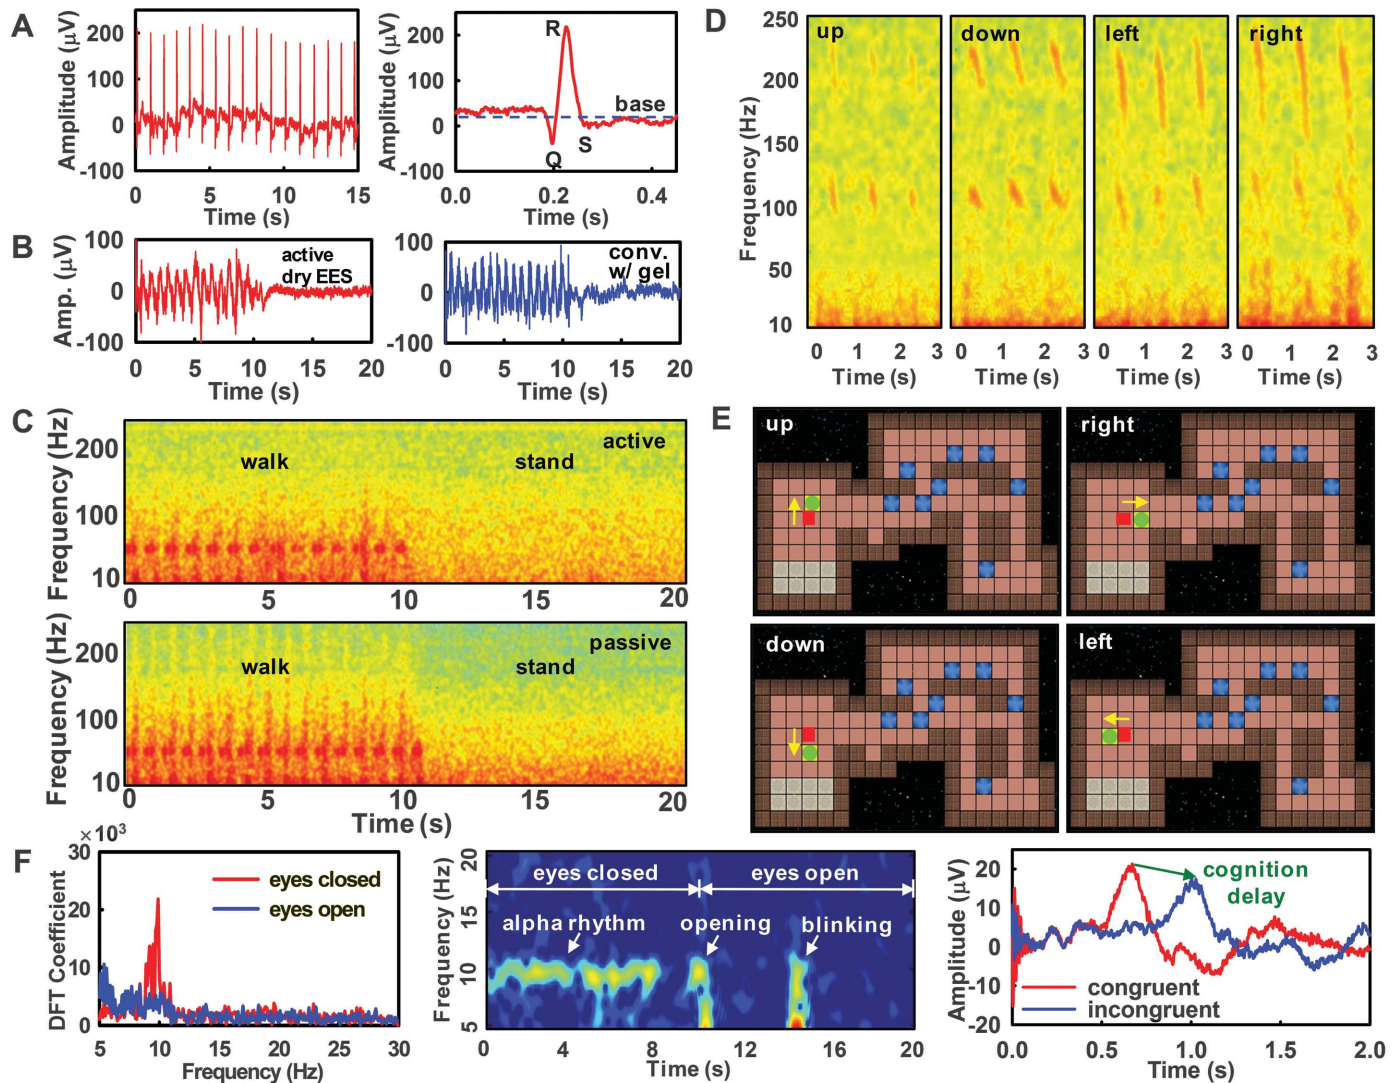 A
Amplitude (μV)
200
100
0
-100
0
5
10
15
Time (s)
Amplitude (μV)
200
100
0
-100
R
base
Q
S
0.0
0.2
0.4
Time (s)
B
Amp. (μV)
100
0
-100
active
dry EES
0
5
10
15
20
100
0
-100
conv.
w/ gel
0
5
10
15
20
C
Frequency (Hz)
200
100
10
active
walk
stand
0
5
10
15
20
Frequency (Hz)
200
100
10
passive
walk
stand
0
5
10
15
20
Time (s)
D
Frequency (Hz)
250
200
150
100
50
10
up
down
left
right
0 1 2 3
0 1 2 3
0 1 2 3
0 1 2 3
Time (s)
Time (s)
Time (s)
Time (s)
E
up
right
down
left
F
×10³
DFT Coefficient
30
20
10
0
eyes closed
eyes open
5
10
15
20
25
30
Frequency (Hz)
Frequency (Hz)
20
15
10
5
eyes closed
eyes open
alpha rhythm
opening
blinking
0
4
8
12
16
20
Time (s)
Amplitude (μV)
20
10
0
-10
-20
cognition
delay
congruent
incongruent
0.0
0.5
1.0
1.5
2.0
Time (s)